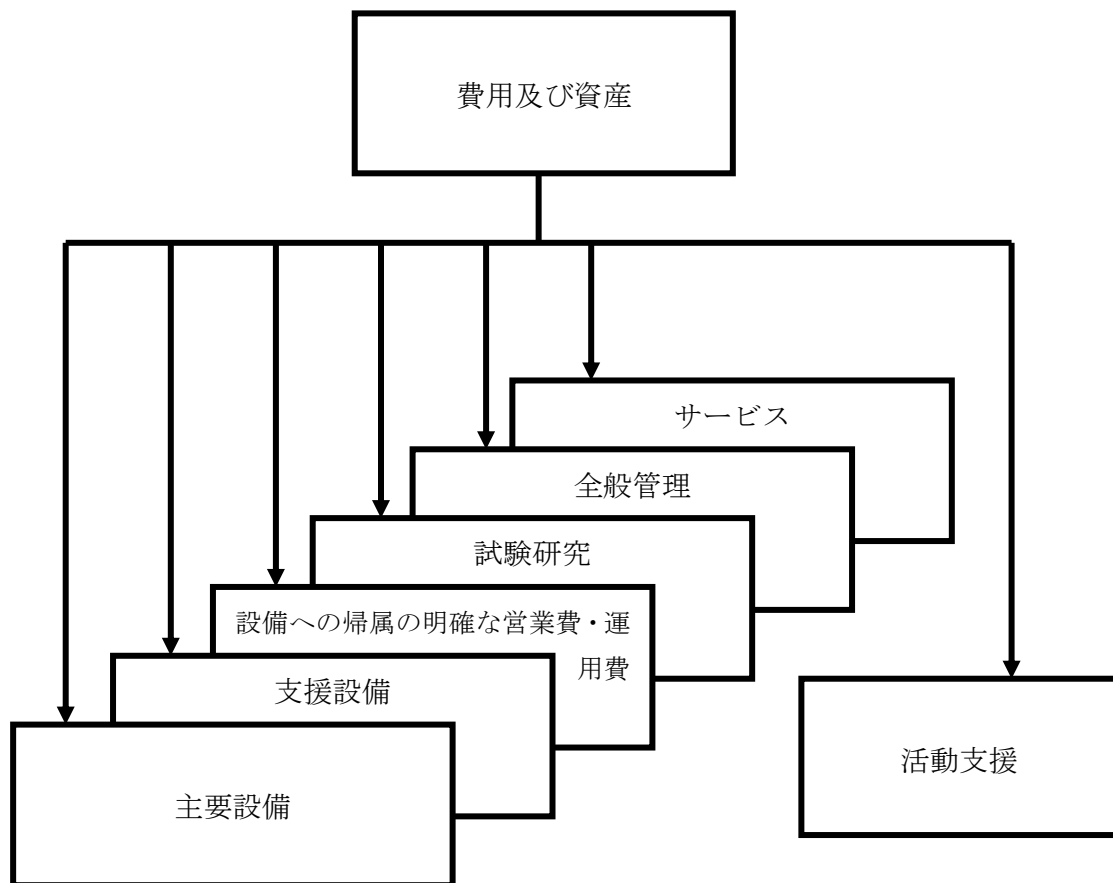 費用及び資産
サービス
全般管理
試験研究
設備への帰属の明確な営業費・運
用費
支援設備
主要設備
活動支援